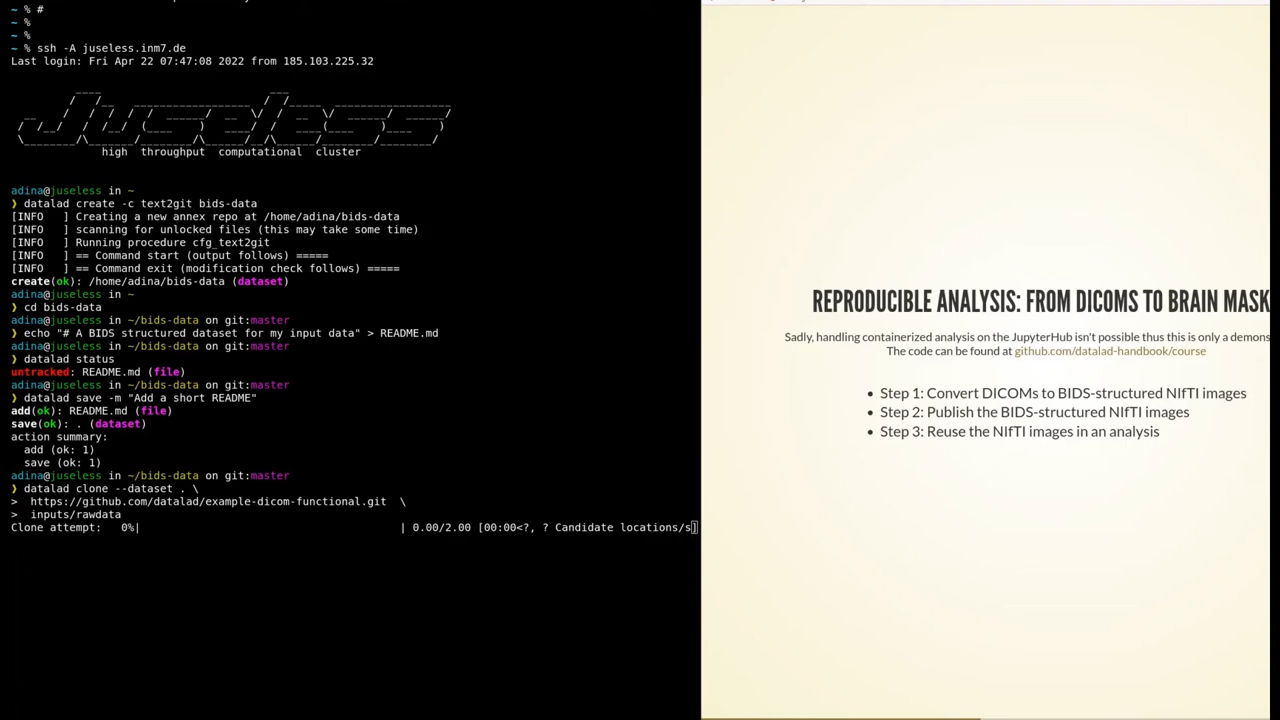 ~ % #
~ %
~ %
~ % ssh -A juseless.inm7.de
Last login: Fri Apr 22 07:47:08 2022 from 185.103.225.32
Juseless
high throughput computational cluster
adina@juseless in ~
❯ datalad create -c text2git bids-data
[INFO   ] Creating a new annex repo at /home/adina/bids-data
[INFO   ] scanning for unlocked files (this may take some time)
[INFO   ] Running procedure cfg_text2git
[INFO   ] == Command start (output follows) =====
[INFO   ] == Command exit (modification check follows) =====
create(ok): /home/adina/bids-data (dataset)
adina@juseless in ~
❯ cd bids-data
adina@juseless in ~/bids-data on git:master
❯ echo "# A BIDS structured dataset for my input data" > README.md
adina@juseless in ~/bids-data on git:master
❯ datalad status
untracked: README.md (file)
adina@juseless in ~/bids-data on git:master
❯ datalad save -m "Add a short README"
add(ok): README.md (file)
save(ok): . (dataset)
action summary:
add (ok: 1)
save (ok: 1)
adina@juseless in ~/bids-data on git:master
❯ datalad clone --dataset . \
> https://github.com/datalad/example-dicom-functional.git \
> inputs/rawdata
Clone attempt:   0%| | 0.00/2.00 [00:00<?, ? Candidate locations/s]
REPRODUCIBLE ANALYSIS: FROM DICOMS TO BRAIN MASK
Sadly, handling containerized analysis on the JupyterHub isn't possible thus this is only a demons
The code can be found at github.com/datalad-handbook/course
• Step 1: Convert DICOMs to BIDS-structured NIfTI images
• Step 2: Publish the BIDS-structured NIfTI images
• Step 3: Reuse the NIfTI images in an analysis